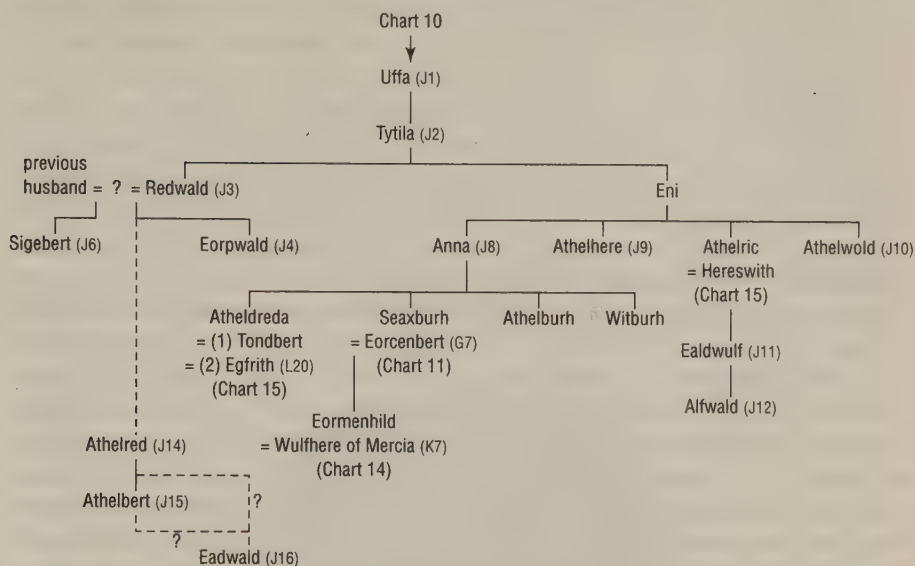 Chart 10
Uffa (J1)
Tytila (J2)
previous
husband = ? = Redwald (J3)
Eni
Sigebert (J6)
Eorpwald (J4)
Anna (J8)
Athelhere (J9)
Athelric
= Hereswith
(Chart 15)
Athelwold (J10)
Atheldreda
= (1) Tondbert
= (2) Egfrith (L20)
(Chart 15)
Seaxburh
= Eorcenbert (G7)
(Chart 11)
Athelburh
Witburh
Ealdwulf (J11)
Alfwald (J12)
Eormenhild
= Wulfhere of Mercia (K7)
(Chart 14)
Athelred (J14)
Athelbert (J15)
?
?
Eadwald (J16)